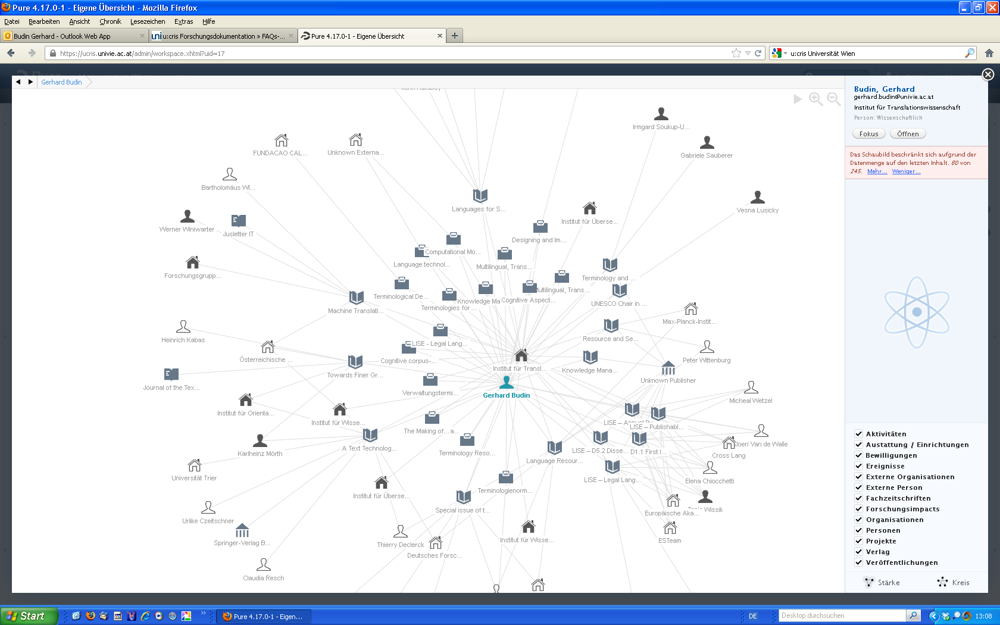 Pure 4.17.0-1 - Eigene Übersicht - Mozilla Firefox
Datei Bearbeiten Ansicht Chronik Lesezeichen Extras Hilfe
Budin Gerhard - Outlook Web App
uni u:cris Forschungsdokumentation » FAQs-...
Pure 4.17.0-1 - Eigene Übersicht
https://ucris.univie.ac.at/admin/workspace.xhtml?uid=17
u:cris Universität Wien
Gerhard Budin
Irmgard Soukup-U...
FUNDACAO CAL...
Unknown Externa...
Gabriele Sauberer
Bartholomäus Wi...
Languages for S...
Vesna Lusicky
Institut für Überse...
Werner Winiwarter
Jusletter IT
Designing and Im...
Computational Mo...
Language technol...
Multilingual, Trans...
Forschungsgrupp...
Terminology and ...
Multilingual, Trans...
Terminological De...
Knowledge Ma
Cognitive Aspect...
Terminologies for ...
UNESCO Chair in ...
Machine Translati...
Max-Planck-Instit...
Heinrich Kabas
LISE - Legal Lang...
Resource and Se...
Österreichische ...
Cognitive corpus-...
Peter Wittenburg
Institut für Transl...
Knowledge Mana...
Towards Finer Gr...
Unknown Publisher
Journal of the Tex...
Verwaltungstermi...
Gerhard Budin
Micheal Wetzel
Institut für Orienta...
Institut für Wisse...
LISE – Annual Pu
LISE – Publishabl...
The Making of... a...
Joeri Van de Walle
A Text Technolog...
Karlheinz Mörth
Terminology Reso...
LISE – D5.2 Disse...
D1.1 First I...
Cross Lang
Language Resour...
Universität Trier
LISE – Legal Lang...
Elena Chiocchetti
Institut für Überse...
Terminologienorm...
Special issue of t...
Europäische Aka...
Wissik
Urlike Czeitschner
Springer-Verlag B...
Thierry Declerck
Institut für Wisse...
ESTeam
Deutsches Forsc...
Claudia Resch
Budin, Gerhard
gerhard.budin@univie.ac.at
Institut für Translationswissenschaft
Person: Wissenschaftlich
Fokus Öffnen
Das Schaubild beschränkt sich aufgrund der
Datenmenge auf den letzten Inhalt. 80 von
245. Mehr... Weniger...
Aktivitäten
Austattung / Einrichtungen
Bewilligungen
Ereignisse
Externe Organisationen
Externe Person
Fachzeitschriften
Forschungsimpacts
Organisationen
Personen
Projekte
Verlag
Veröffentlichungen
Stärke Kreis
Start
Pure 4.17.0-1 - Eigen...
DE
Desktop durchsuchen
13:08